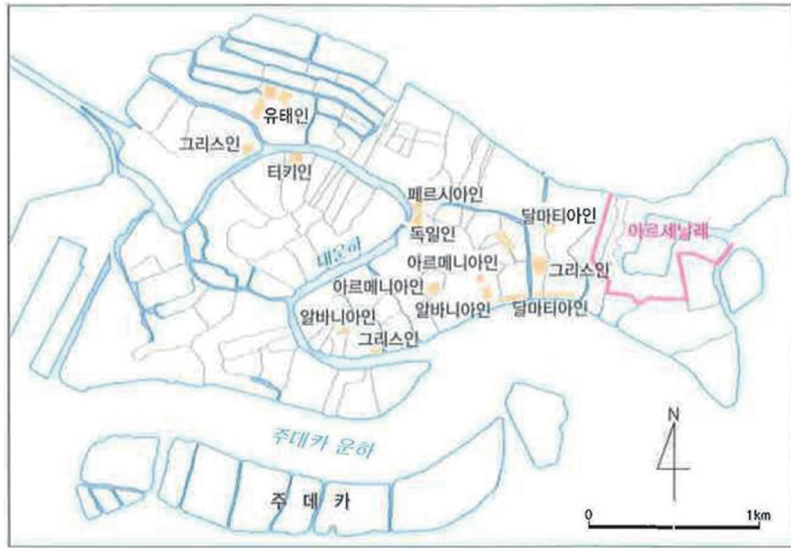 유태인
그리스인
터키인
페르시아인
달마티아인
독일인
아르세날레
대운하
아르메니아인
그리스인
아르메니아인
알바니아인
알바니아인
달마티아인
그리스인
N
주데카 운하
주 데 카
0
1km